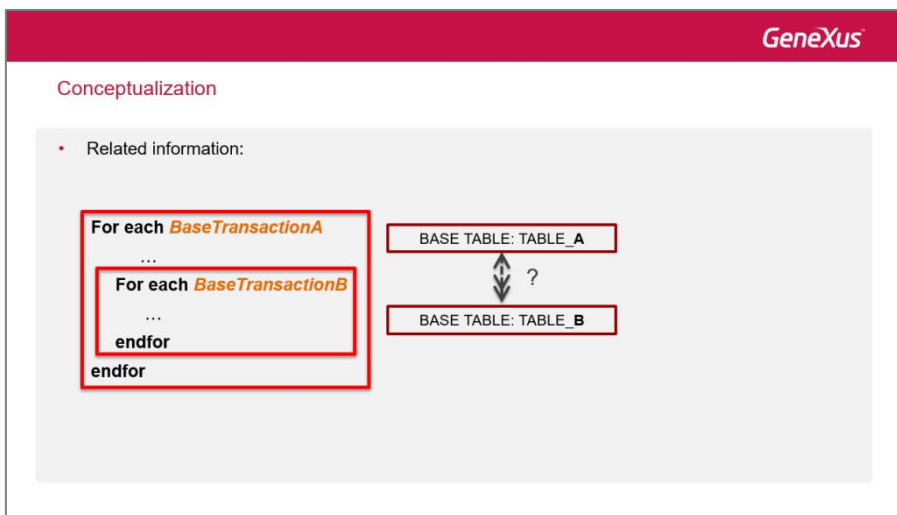 GeneXus
Conceptualization
• Related information:
For each BaseTransactionA
...
For each BaseTransactionB
...
endfor
endfor
BASE TABLE: TABLE_A
?
BASE TABLE: TABLE_B